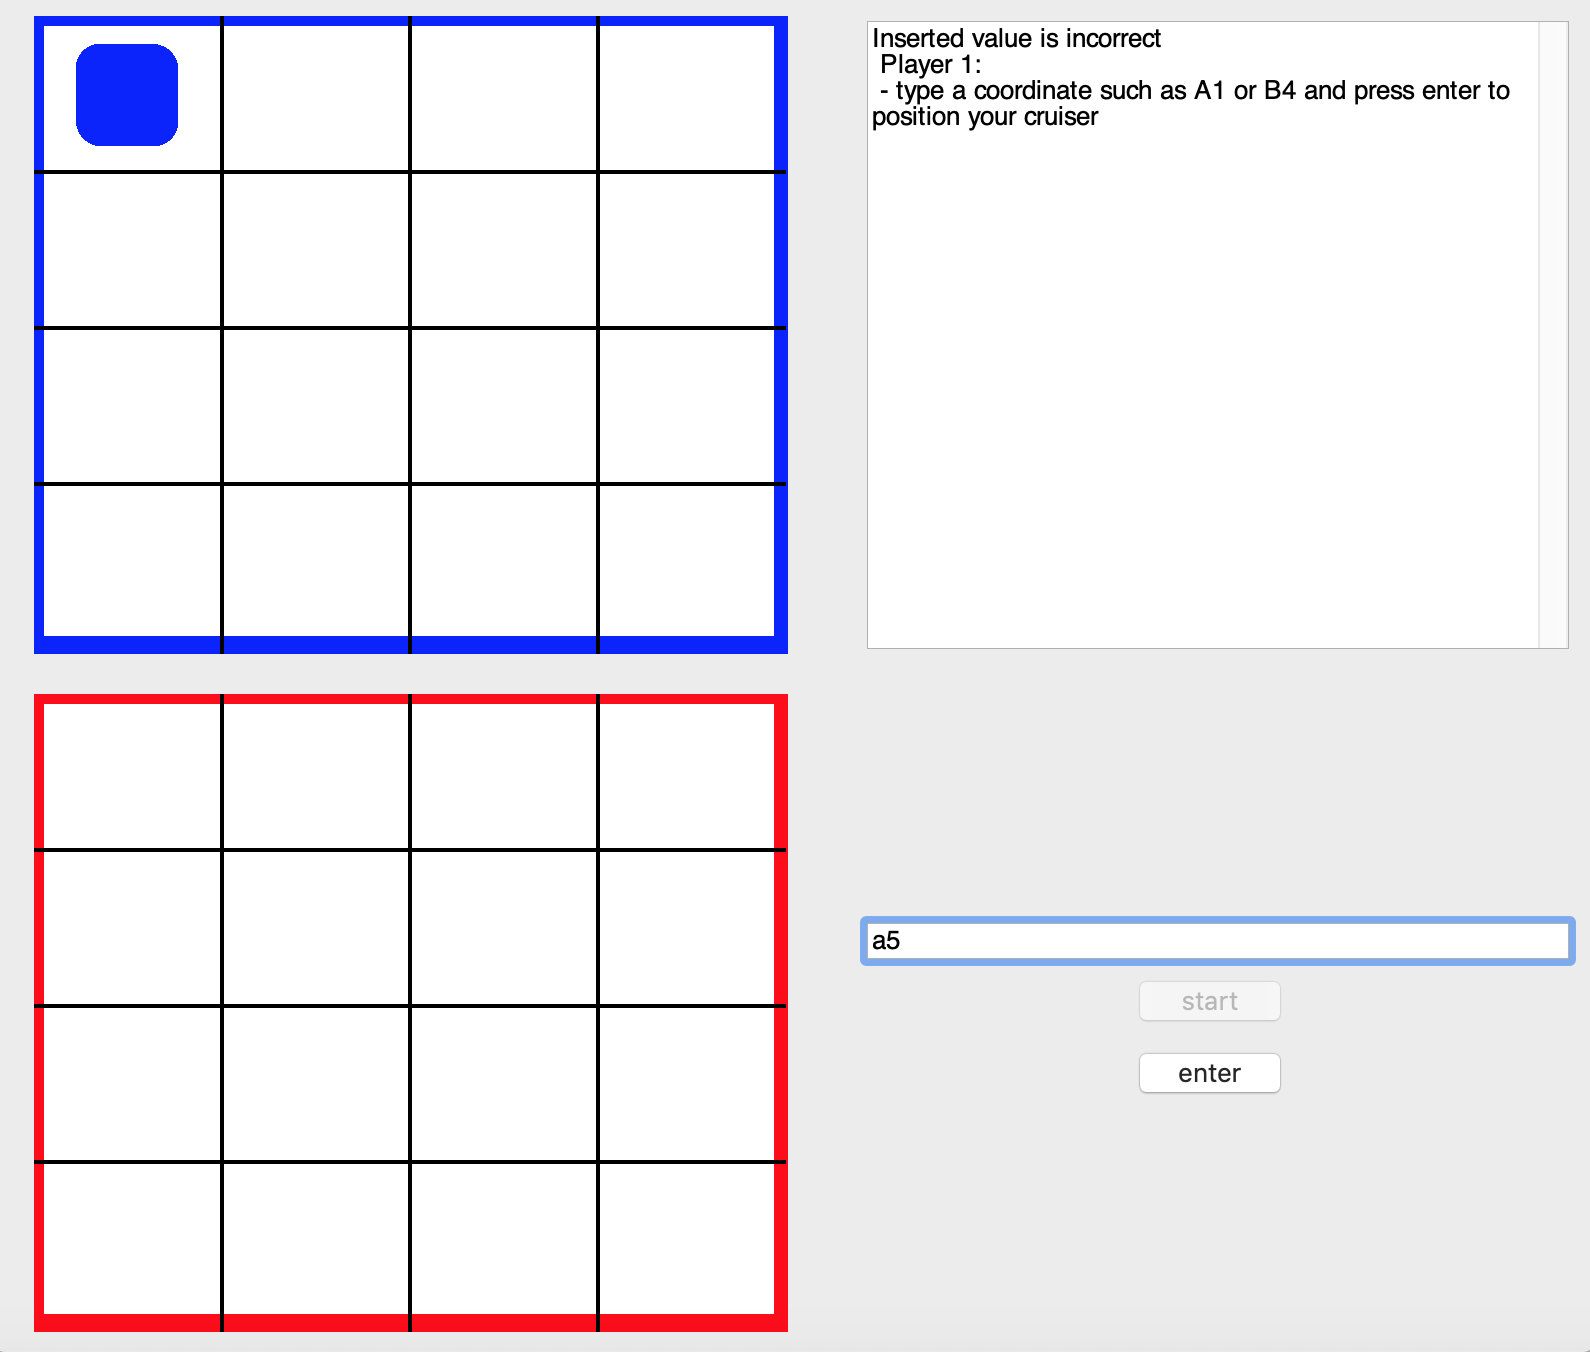 Inserted value is incorrect
Player 1:
- type a coordinate such as A1 or B4 and press enter to
position your cruiser
a5
start
enter